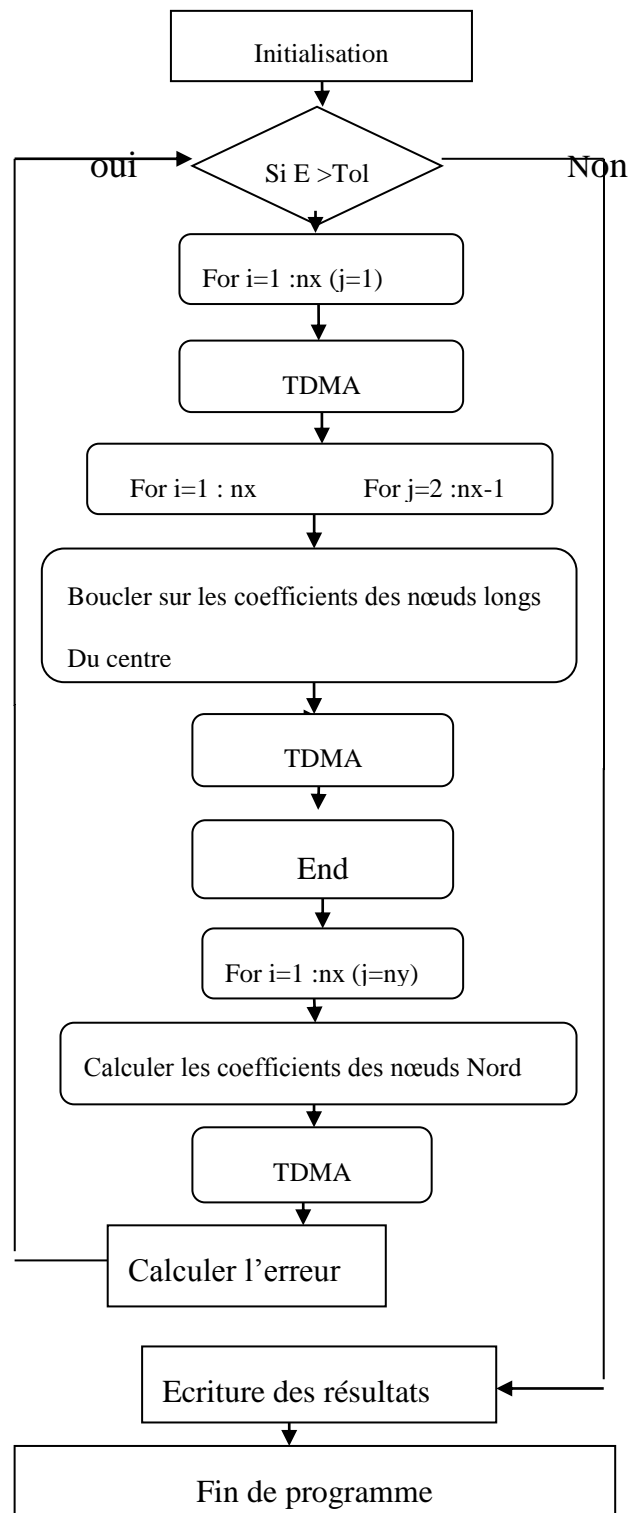 Initialisation
oui
Si E >Tol
Non
For i=1 :nx (j=1)
TDMA
For i=1 : nx For j=2 :nx-1
Boucler sur les coefficients des nœuds longs
Du centre
TDMA
End
For i=1 :nx (j=ny)
Calculer les coefficients des nœuds Nord
TDMA
Calculer l’erreur
Ecriture des résultats
Fin de programme